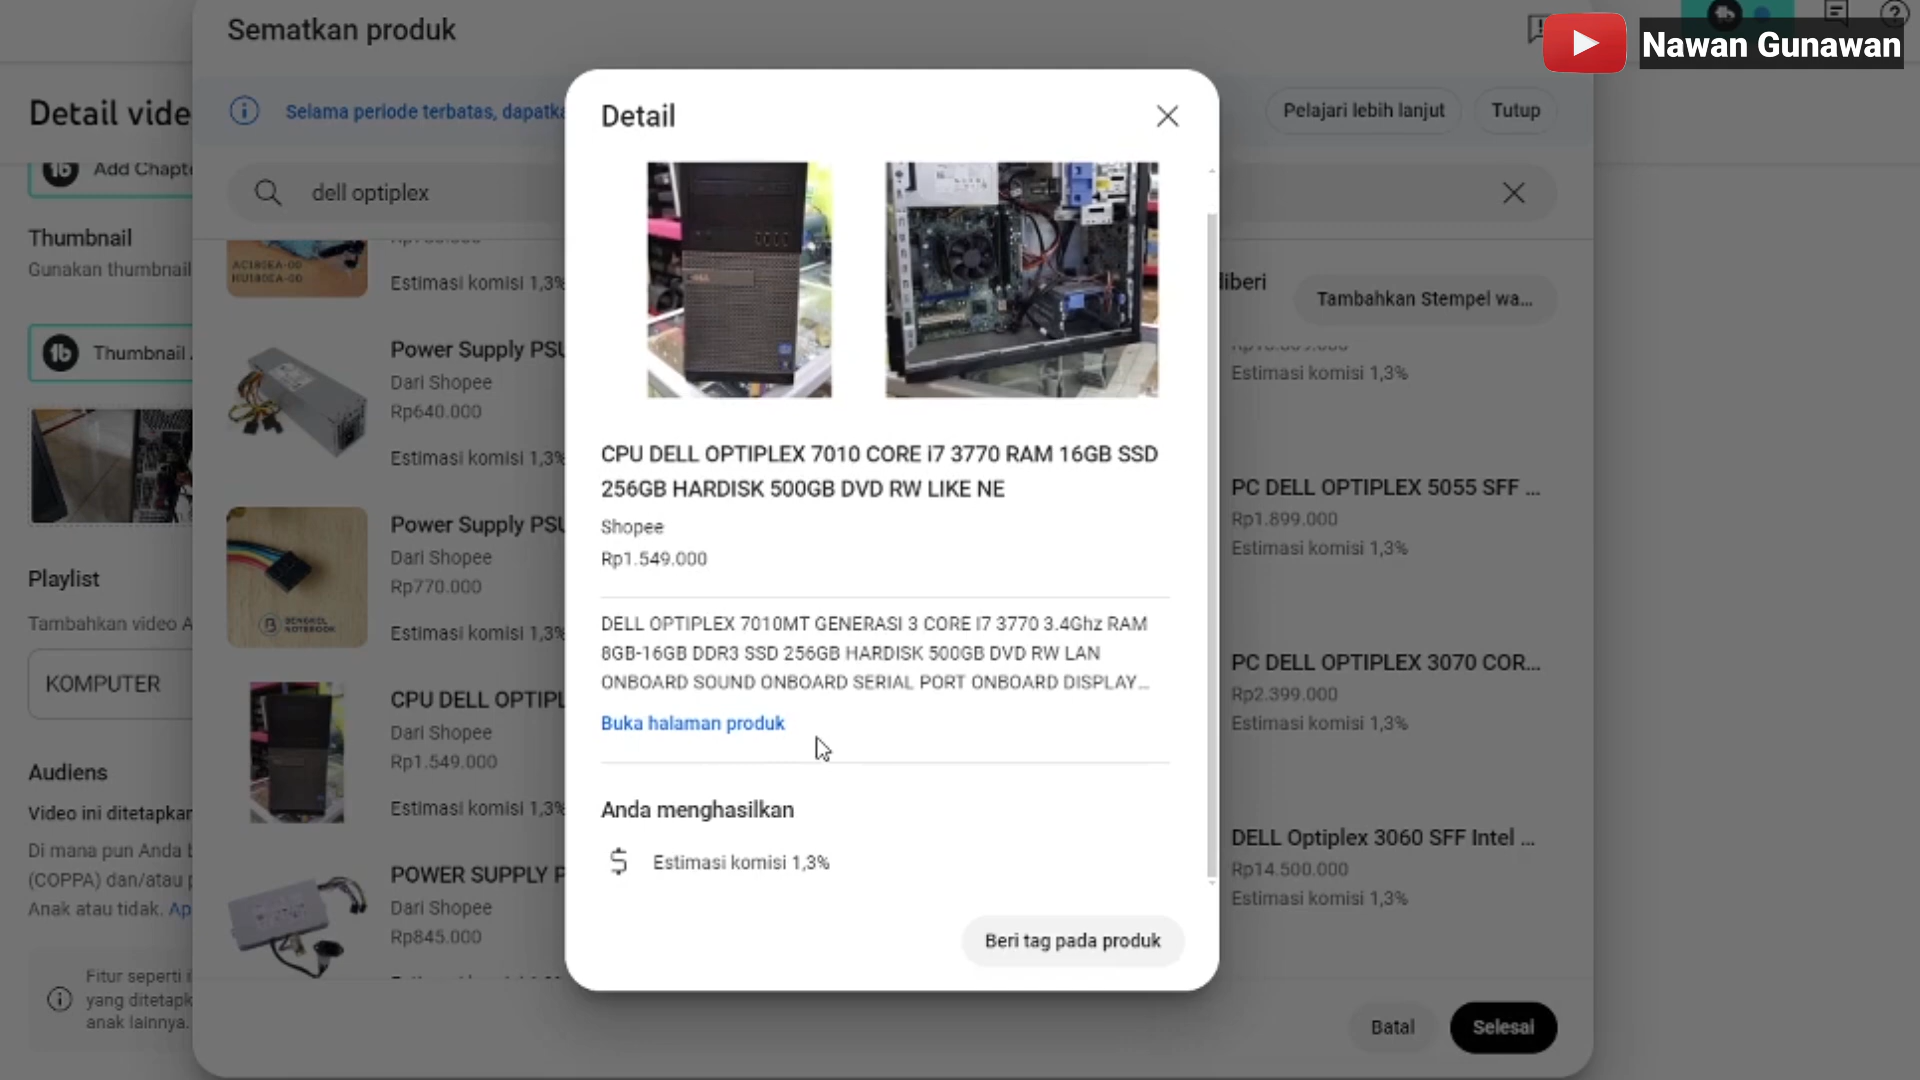 Sematkan produk
Nawan Gunawan
Detail vide
Selama periode terbatas, dapatka
Pelajari lebih lanjut
Tutup
Add Chapt
dell optiplex
Thumbnail
Gunakan thumbnail
Thumbnail
Playlist
Tambahkan video A
KOMPUTER
Audiens
Video ini ditetapkan
Di mana pun Anda b
(COPPA) dan/atau p
Anak atau tidak. Ap
Fitur seperti i
yang ditetapk
anak lainnya.
AC180EA-00
HU180EA-00
Estimasi komisi 1,3%
Power Supply PSU
Dari Shopee
Rp640.000
Estimasi komisi 1,3%
Power Supply PSU
Dari Shopee
Rp770.000
Estimasi komisi 1,3%
BENGKEL
NOTEBOOK
CPU DELL OPTIPL
Dari Shopee
Rp1.549.000
Estimasi komisi 1,3%
POWER SUPPLY P
Dari Shopee
Rp845.000
Detail
DELL
CPU DELL OPTIPLEX 7010 CORE i7 3770 RAM 16GB SSD
256GB HARDISK 500GB DVD RW LIKE NE
Shopee
Rp1.549.000
DELL OPTIPLEX 7010MT GENERASI 3 CORE I7 3770 3.4Ghz RAM
8GB-16GB DDR3 SSD 256GB HARDISK 500GB DVD RW LAN
ONBOARD SOUND ONBOARD SERIAL PORT ONBOARD DISPLAY...
Buka halaman produk
Anda menghasilkan
Estimasi komisi 1,3%
Beri tag pada produk
diberi
Tambahkan Stempel wa...
Estimasi komisi 1,3%
PC DELL OPTIPLEX 5055 SFF ...
Rp1.899.000
Estimasi komisi 1,3%
PC DELL OPTIPLEX 3070 COR...
Rp2.399.000
Estimasi komisi 1,3%
DELL Optiplex 3060 SFF Intel ...
Rp14.500.000
Estimasi komisi 1,3%
Batal
Selesai